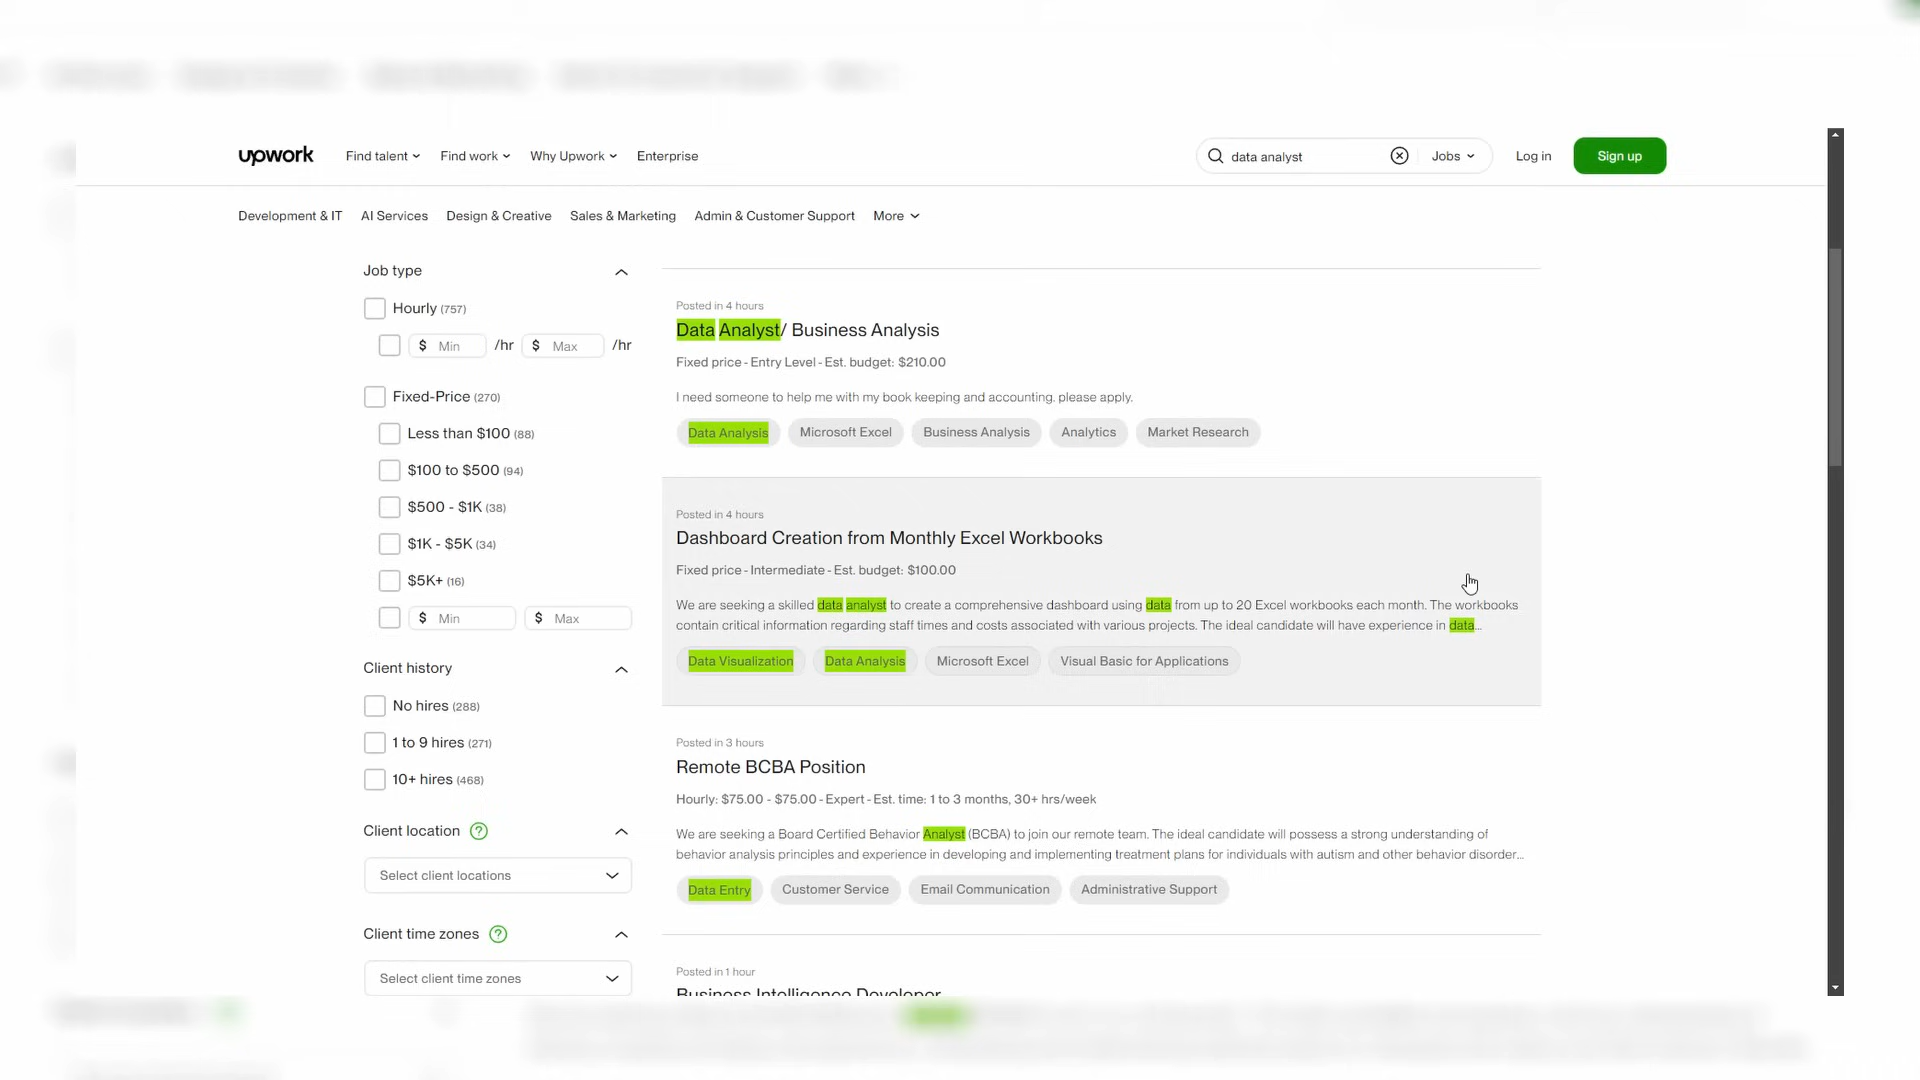 upwork Find talent Find work Why Upwork Enterprise data analyst Jobs Log in Sign up
Development & IT AI Services Design & Creative Sales & Marketing Admin & Customer Support More
Job type
Hourly (757)
$ Min /hr $ Max /hr
Fixed-Price (270)
Less than $100 (88)
$100 to $500 (94)
$500 - $1K (38)
$1K - $5K (34)
$5K+ (16)
$ Min $ Max
Client history
No hires (288)
1 to 9 hires (271)
10+ hires (468)
Client location ?
Select client locations
Client time zones ?
Select client time zones
Posted in 4 hours
Data Analyst/ Business Analysis
Fixed price - Entry Level - Est. budget: $210.00
I need someone to help me with my book keeping and accounting. please apply.
Data Analysis Microsoft Excel Business Analysis Analytics Market Research
Posted in 4 hours
Dashboard Creation from Monthly Excel Workbooks
Fixed price - Intermediate - Est. budget: $100.00
We are seeking a skilled data analyst to create a comprehensive dashboard using data from up to 20 Excel workbooks each month. The workbooks
contain critical information regarding staff times and costs associated with various projects. The ideal candidate will have experience in data...
Data Visualization Data Analysis Microsoft Excel Visual Basic for Applications
Posted in 3 hours
Remote BCBA Position
Hourly: $75.00 - $75.00 - Expert - Est. time: 1 to 3 months, 30+ hrs/week
We are seeking a Board Certified Behavior Analyst (BCBA) to join our remote team. The ideal candidate will possess a strong understanding of
behavior analysis principles and experience in developing and implementing treatment plans for individuals with autism and other behavior disorder...
Data Entry Customer Service Email Communication Administrative Support
Posted in 1 hour
Business Intelligence Developer